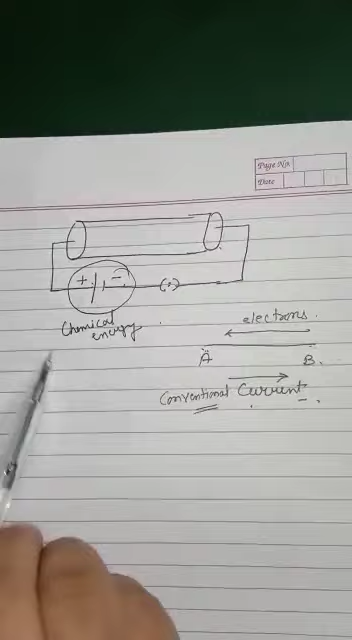 Page No.
Date
+ -
Chemical
energy
electrons.
A B.
Conventional Current